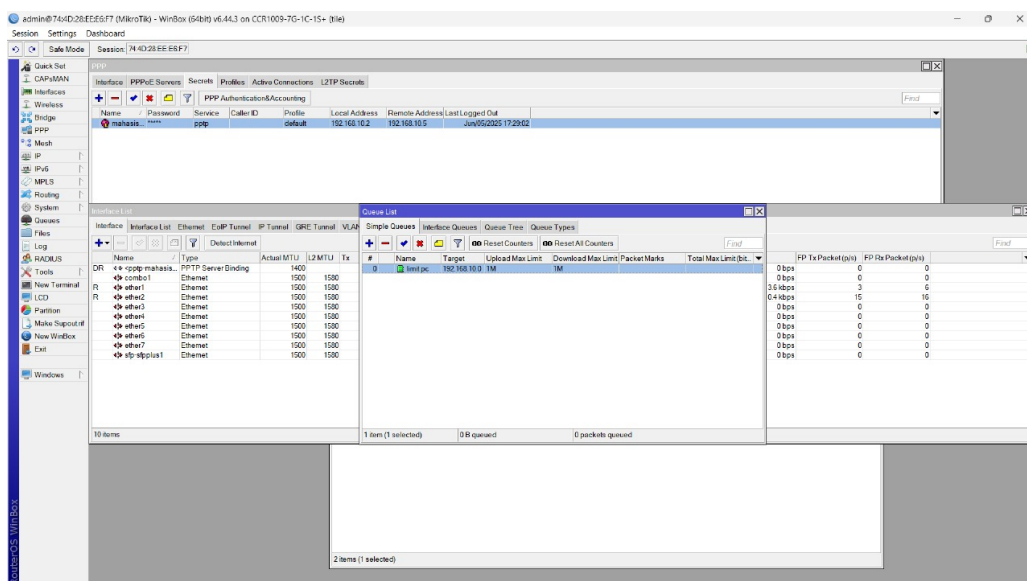 admin@74:4D:28:EE:E6:F7 (MikroTik) - WinBox (64bit) v6.44.3 on CCR1009-7G-1C-1S+ (tile)
Session Settings Dashboard
Safe Mode Session: 74:4D:28:EE:E6:F7
Quick Set
CAPsMAN
Interfaces
Wireless
Bridge
PPP
Mesh
IP
IPv6
MPLS
Routing
System
Queues
Files
Log
RADIUS
Tools
New Terminal
LCD
Partition
Make Supout.rif
New WinBox
Exit
Windows
RouterOS WinBox
PPP
Interface PPPoE Servers Secrets Profiles Active Connections L2TP Secrets
PPP Authentication&Accounting Find
Name Password Service Caller ID Profile Local Address Remote Address Last Logged Out
mahasis... ***** pptp default 192.168.10.2 192.168.10.5 Jun/05/2025 17:29:02
Interface List
Interface Interface List Ethernet EoIP Tunnel IP Tunnel GRE Tunnel VLAN
Detect Internet Find
Name Type Actual MTU L2 MTU Tx FP Tx Packet (p/s) FP Rx Packet (p/s)
DR <pptp-mahasis... PPTP Server Binding 1400 0 bps 0 0
combo1 Ethernet 1500 1580 0 bps 0 0
R ether1 Ethernet 1500 1580 3.6 kbps 3 6
R ether2 Ethernet 1500 1580 0.4 kbps 15 16
ether3 Ethernet 1500 1580 0 bps 0 0
ether4 Ethernet 1500 1580 0 bps 0 0
ether5 Ethernet 1500 1580 0 bps 0 0
ether6 Ethernet 1500 1580 0 bps 0 0
ether7 Ethernet 1500 1580 0 bps 0 0
sfp-sfpplus1 Ethernet 1500 1580 0 bps 0 0
10 items
Queue List
Simple Queues Interface Queues Queue Tree Queue Types
00 Reset Counters 00 Reset All Counters Find
# Name Target Upload Max Limit Download Max Limit Packet Marks Total Max Limit (bit...
0 limit pc 192.168.10.0 1M 1M
1 item (1 selected) 0 B queued 0 packets queued
2 items (1 selected)